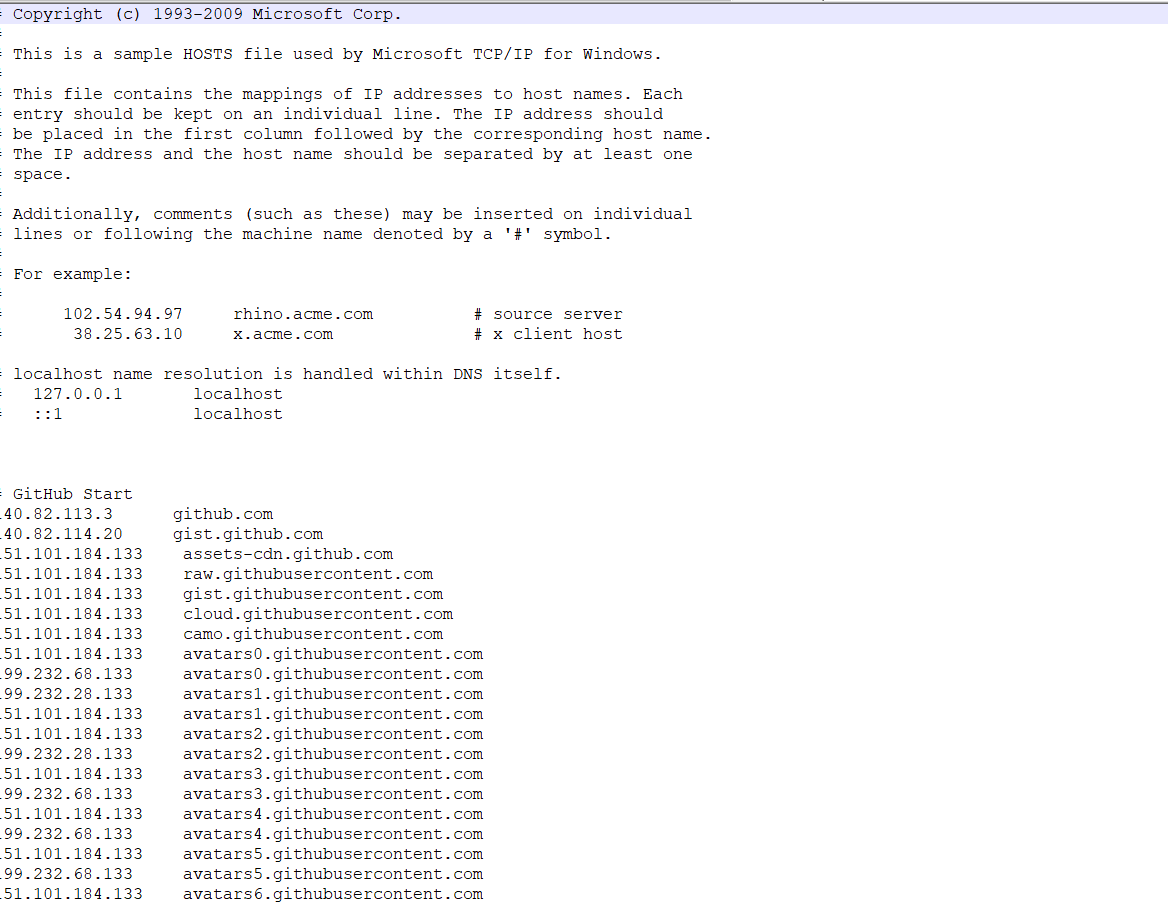 Copyright (c) 1993-2009 Microsoft Corp.
This is a sample HOSTS file used by Microsoft TCP/IP for Windows.
This file contains the mappings of IP addresses to host names. Each
entry should be kept on an individual line. The IP address should
be placed in the first column followed by the corresponding host name.
The IP address and the host name should be separated by at least one
space.
Additionally, comments (such as these) may be inserted on individual
lines or following the machine name denoted by a '#' symbol.
For example:
102.54.94.97     rhino.acme.com          # source server
38.25.63.10     x.acme.com              # x client host
localhost name resolution is handled within DNS itself.
127.0.0.1       localhost
::1             localhost
GitHub Start
40.82.113.3      github.com
40.82.114.20     gist.github.com
51.101.184.133    assets-cdn.github.com
51.101.184.133    raw.githubusercontent.com
51.101.184.133    gist.githubusercontent.com
51.101.184.133    cloud.githubusercontent.com
51.101.184.133    camo.githubusercontent.com
51.101.184.133    avatars0.githubusercontent.com
99.232.68.133     avatars0.githubusercontent.com
99.232.28.133     avatars1.githubusercontent.com
51.101.184.133    avatars1.githubusercontent.com
51.101.184.133    avatars2.githubusercontent.com
99.232.28.133     avatars2.githubusercontent.com
51.101.184.133    avatars3.githubusercontent.com
99.232.68.133     avatars3.githubusercontent.com
51.101.184.133    avatars4.githubusercontent.com
99.232.68.133     avatars4.githubusercontent.com
51.101.184.133    avatars5.githubusercontent.com
99.232.68.133     avatars5.githubusercontent.com
51.101.184.133    avatars6.githubusercontent.com